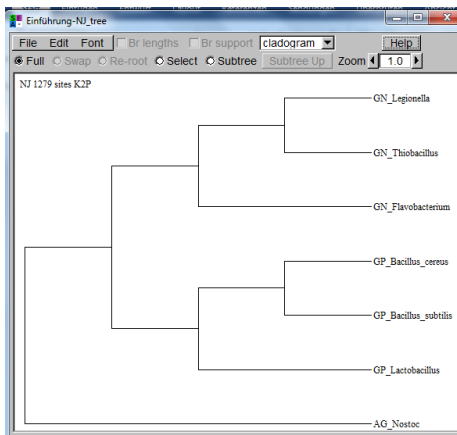 Einführung-NJ_tree
File Edit Font Br lengths Br support cladogram Help
Full Swap Re-root Select Subtree Subtree Up Zoom 1.0
NJ 1279 sites K2P
GN_Legionella
GN_Thiobacillus
GN_Flavobacterium
GP_Bacillus_cereus
GP_Bacillus_subtilis
GP_Lactobacillus
AG_Nostoc